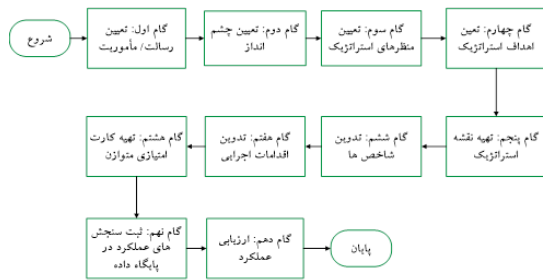 شروع
گام اول: تعیین
رسالت/ مأموریت
گام دوم: تعیین چشم
انداز
گام سوم: تعیین
منظرهای استراتژیک
گام چهارم: تعین
اهداف استراتژیک
گام پنجم: تهیه نقشه
استراتژیک
گام ششم: تدوین
شاخص ها
گام هفتم: تدوین
اقدامات اجرایی
گام هشتم: تهیه کارت
امتیازی متوازن
گام نهم: ثبت سنجش
های عملکرد در
پایگاه داده
گام دهم: ارزیابی
عملکرد
پایان